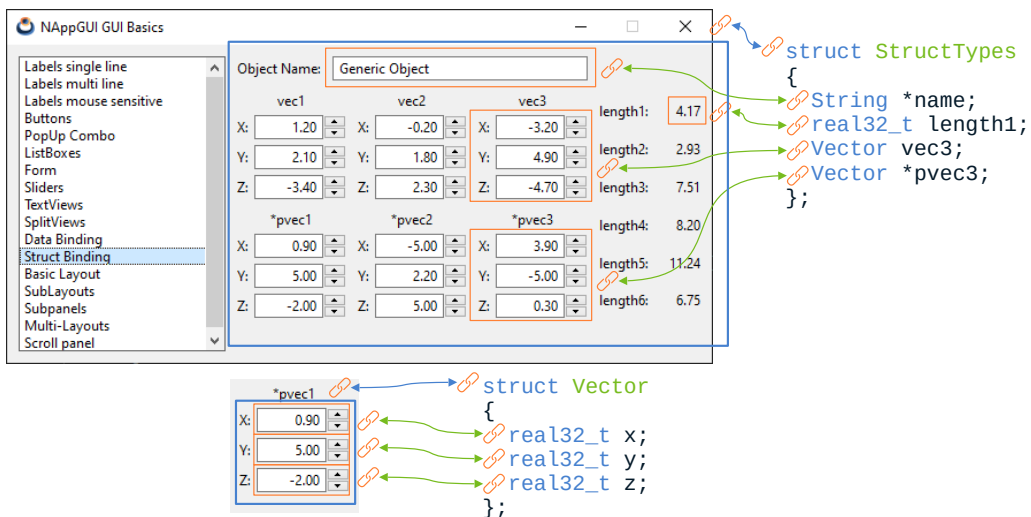 NAppGUI GUI Basics
Labels single line
Labels multi line
Labels mouse sensitive
Buttons
PopUp Combo
ListBoxes
Form
Sliders
TextViews
SplitViews
Data Binding
Struct Binding
Basic Layout
SubLayouts
Subpanels
Multi-Layouts
Scroll panel
Object Name: Generic Object
vec1 vec2 vec3
X: 1.20 X: -0.20 X: -3.20
Y: 2.10 Y: 1.80 Y: 4.90
Z: -3.40 Z: 2.30 Z: -4.70
*pvec1 *pvec2 *pvec3
X: 0.90 X: -5.00 X: 3.90
Y: 5.00 Y: 2.20 Y: -5.00
Z: -2.00 Z: 5.00 Z: 0.30
length1: 4.17
length2: 2.93
length3: 7.51
length4: 8.20
length5: 11.24
length6: 6.75
struct StructTypes
{
String *name;
real32_t length1;
Vector vec3;
Vector *pvec3;
};
*pvec1
X: 0.90
Y: 5.00
Z: -2.00
struct Vector
{
real32_t x;
real32_t y;
real32_t z;
};